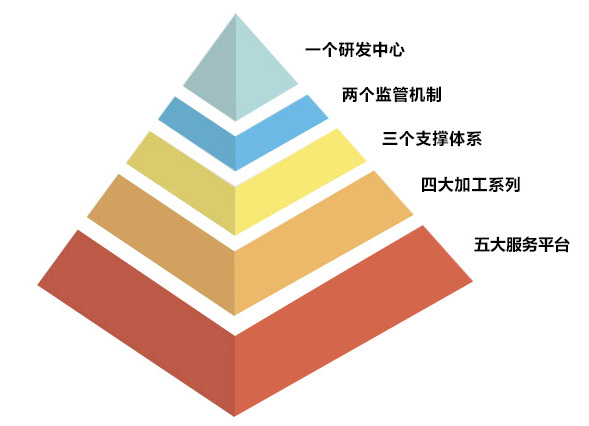 一个研发中心
两个监管机制
三个支撑体系
四大加工系列
五大服务平台